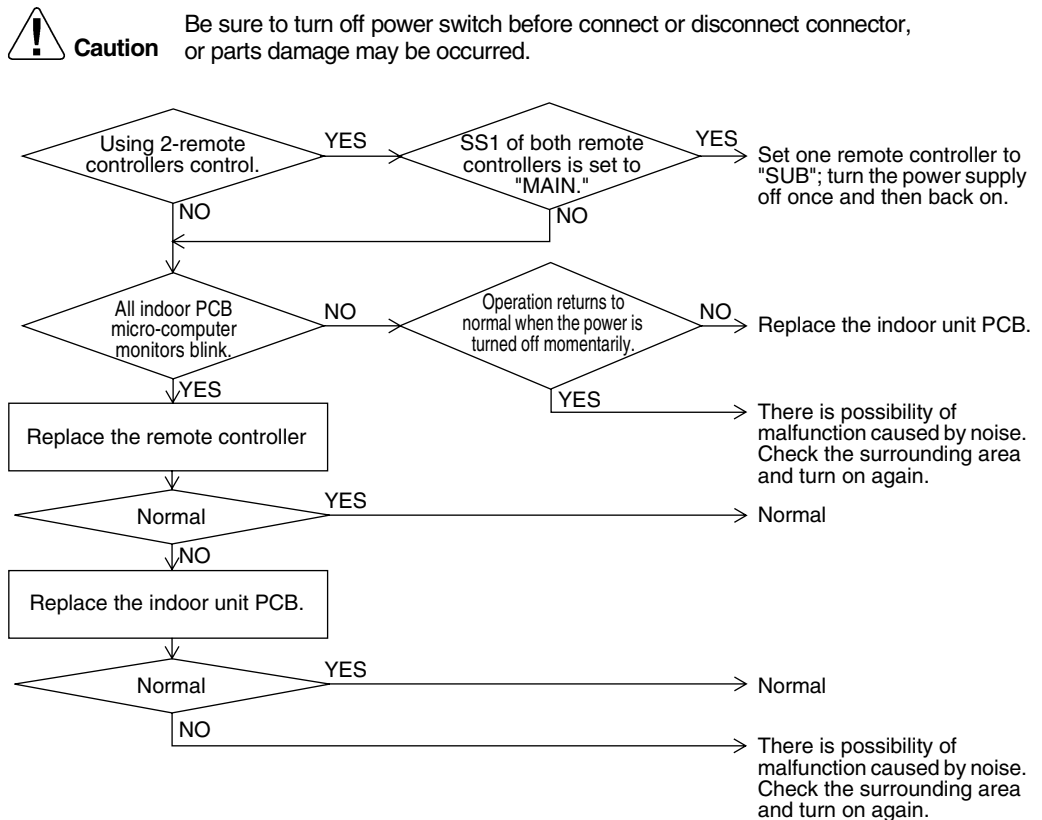 Caution
Be sure to turn off power switch before connect or disconnect connector,
or parts damage may be occurred.
Using 2-remote
controllers control.
YES
SS1 of both remote
controllers is set to
"MAIN."
YES
Set one remote controller to
"SUB"; turn the power supply
off once and then back on.
NO
NO
All indoor PCB
micro-computer
monitors blink.
NO
Operation returns to
normal when the power is
turned off momentarily.
NO
Replace the indoor unit PCB.
YES
YES
There is possibility of
malfunction caused by noise.
Check the surrounding area
and turn on again.
Replace the remote controller
Normal
YES
Normal
NO
Replace the indoor unit PCB.
Normal
YES
Normal
NO
There is possibility of
malfunction caused by noise.
Check the surrounding area
and turn on again.